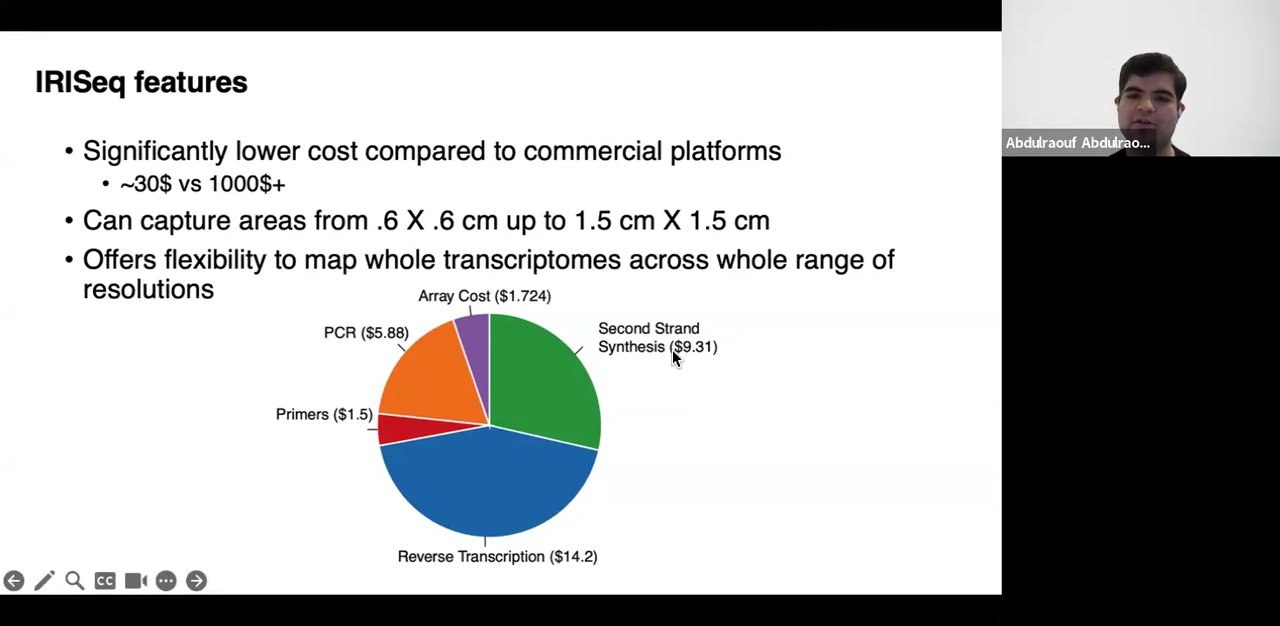 IRISeq features
• Significantly lower cost compared to commercial platforms
• ~30$ vs 1000$+
• Can capture areas from .6 X .6 cm up to 1.5 cm X 1.5 cm
• Offers flexibility to map whole transcriptomes across whole range of
resolutions
Array Cost ($1.724)
PCR ($5.88)
Second Strand
Synthesis ($9.31)
Primers ($1.5)
Reverse Transcription ($14.2)
CC
Abdulraouf Abdulrao...